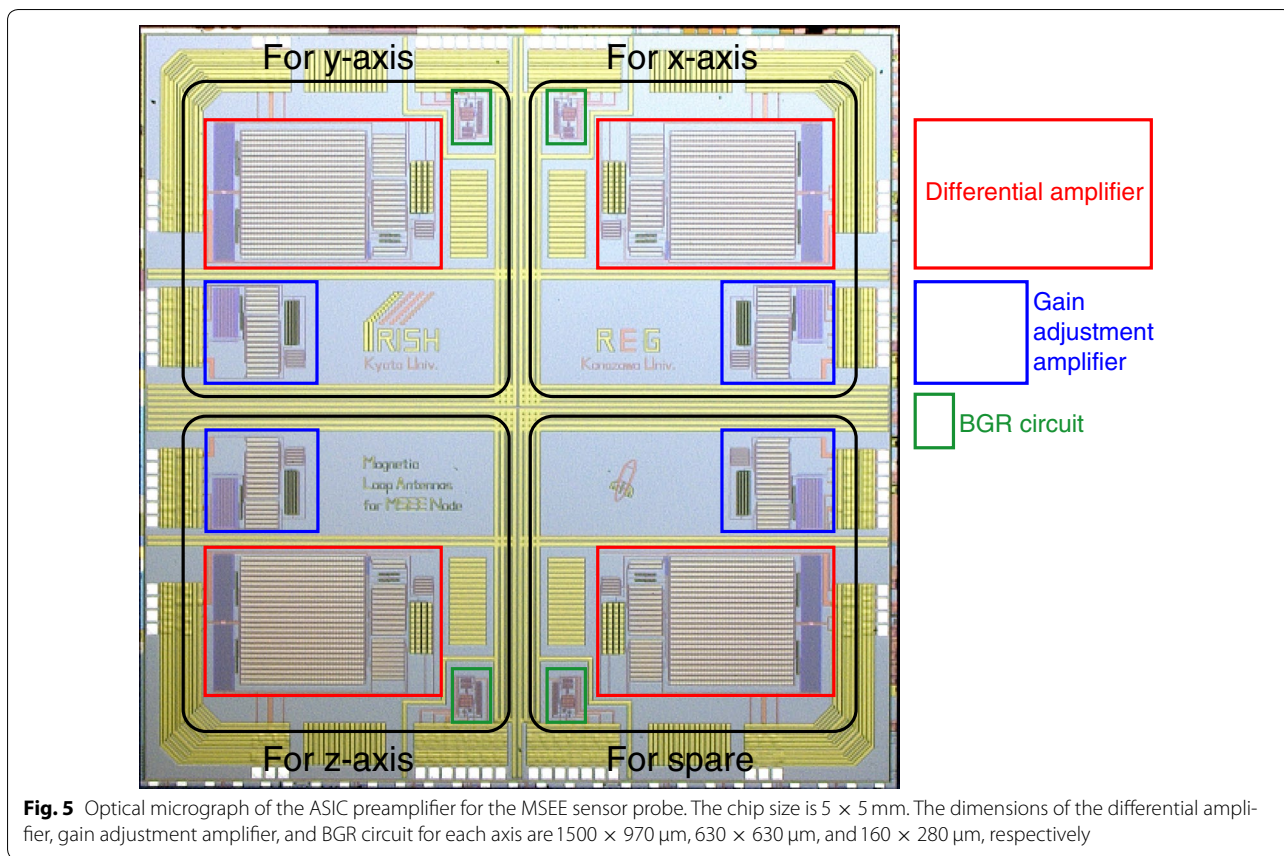 For y-axis
For x-axis
Differential amplifier
RISH
Kyoto Univ.
REG
Kanazawa Univ.
Gain
adjustment
amplifier
BGR circuit
Magnetic
Loop Antennas
for MSEE Node
For z-axis
For spare
Fig. 5 Optical micrograph of the ASIC preamplifier for the MSEE sensor probe. The chip size is 5 × 5 mm. The dimensions of the differential ampli-
fier, gain adjustment amplifier, and BGR circuit for each axis are 1500 × 970 μm, 630 × 630 μm, and 160 × 280 μm, respectively